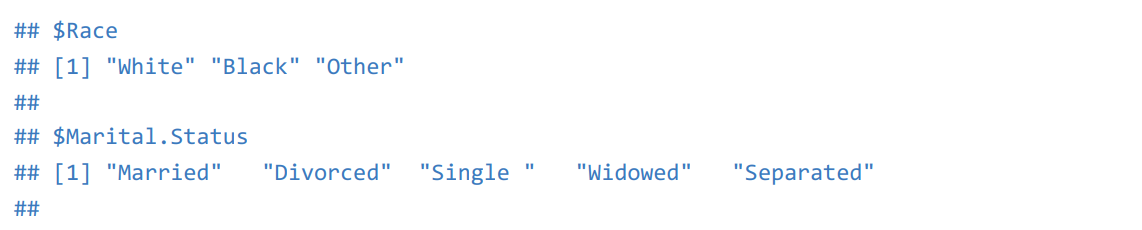 ## $Race
## [1] "White" "Black" "Other"
##
## $Marital.Status
## [1] "Married"   "Divorced"  "Single "   "Widowed"   "Separated"
##